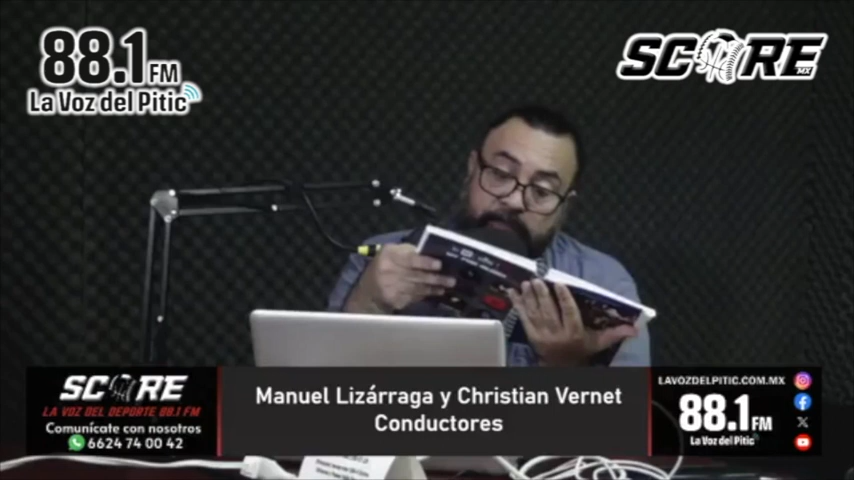 88.1 FM
La Voz del Pitic
SCORE
MX
SCORE
LA VOZ DEL DEPORTE 88.1 FM
Comunícate con nosotros
6624 74 00 42
Manuel Lizárraga y Christian Vernet
Conductores
LAVOZDELPITIC.COM.MX
88.1 FM
La Voz del Pitic